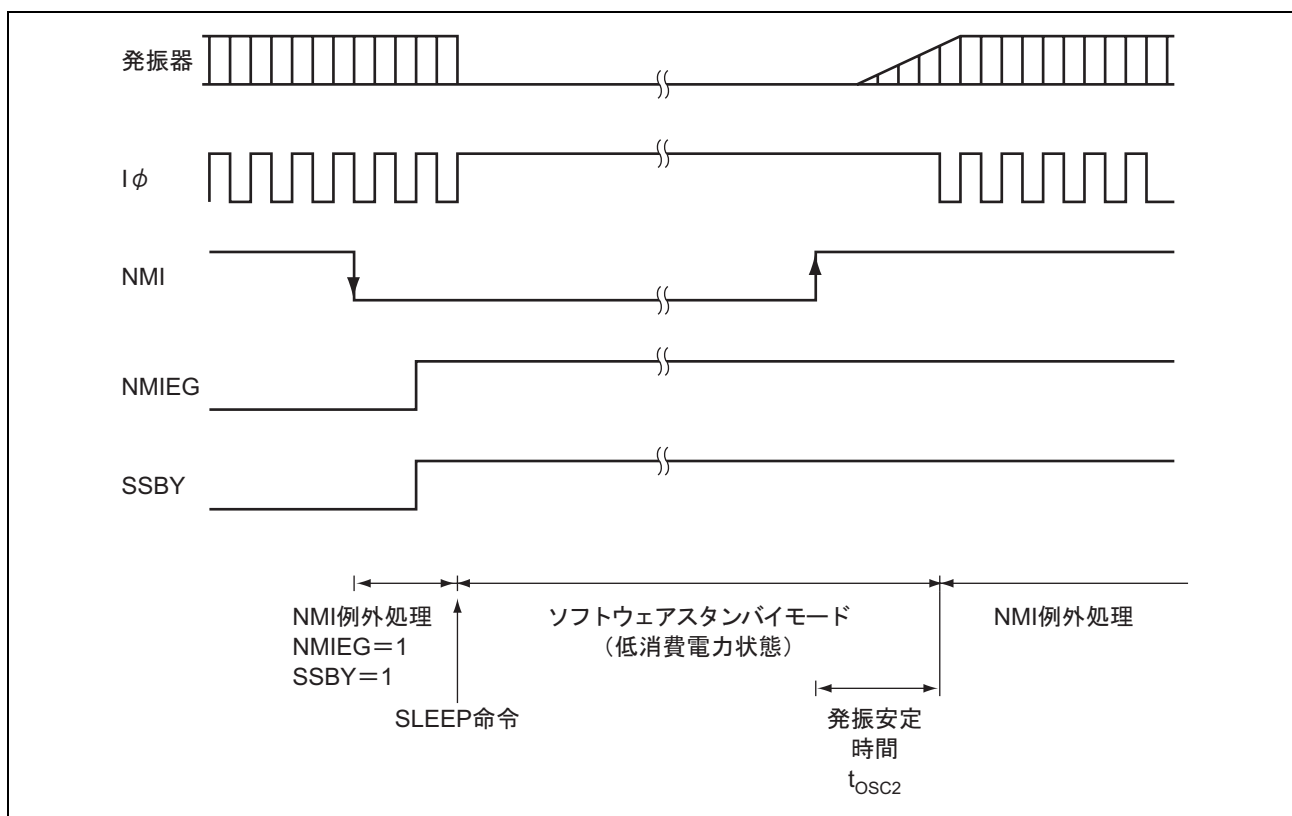 発振器
Iφ
NMI
NMIEG
SSBY
NMI例外処理
NMIEG＝1
SSBY＝1
SLEEP命令
ソフトウェアスタンバイモード
（低消費電力状態）
発振安定
時間
tOSC2
NMI例外処理